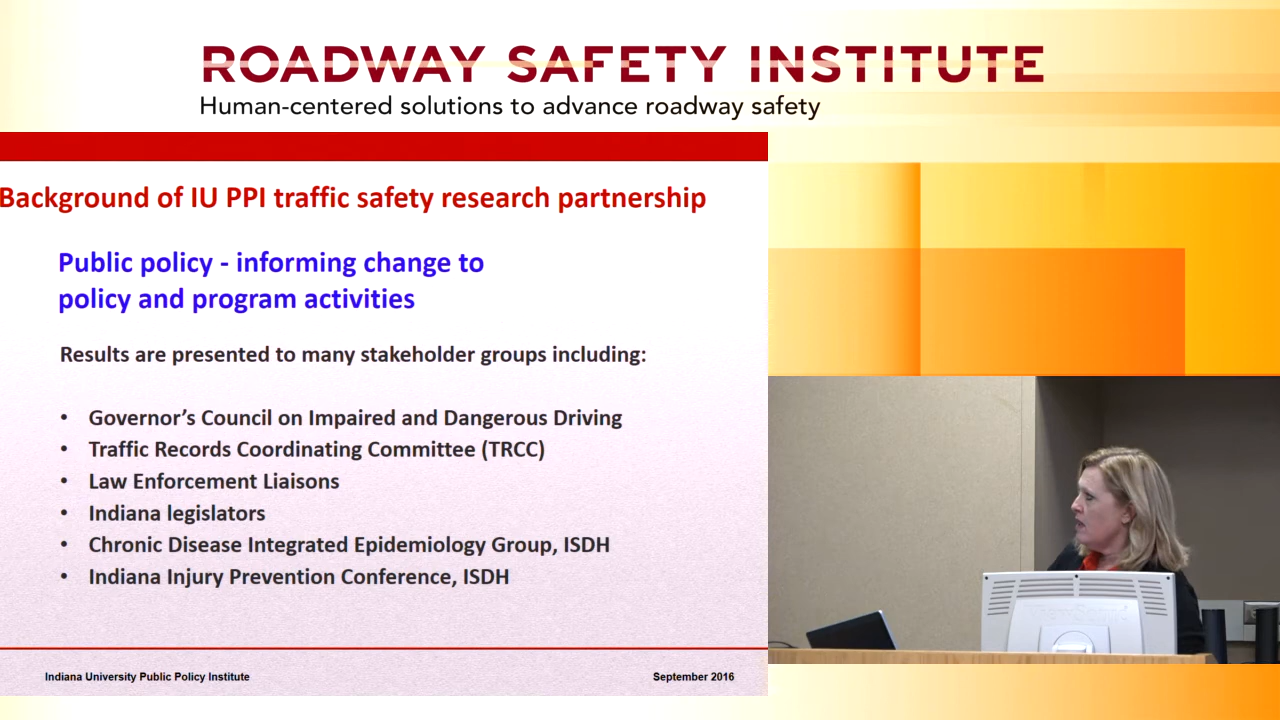 ROADWAY SAFETY INSTITUTE
Human-centered solutions to advance roadway safety
Background of IU PPI traffic safety research partnership
Public policy - informing change to
policy and program activities
Results are presented to many stakeholder groups including:
• Governor’s Council on Impaired and Dangerous Driving
• Traffic Records Coordinating Committee (TRCC)
• Law Enforcement Liaisons
• Indiana legislators
• Chronic Disease Integrated Epidemiology Group, ISDH
• Indiana Injury Prevention Conference, ISDH
Indiana University Public Policy Institute
September 2016